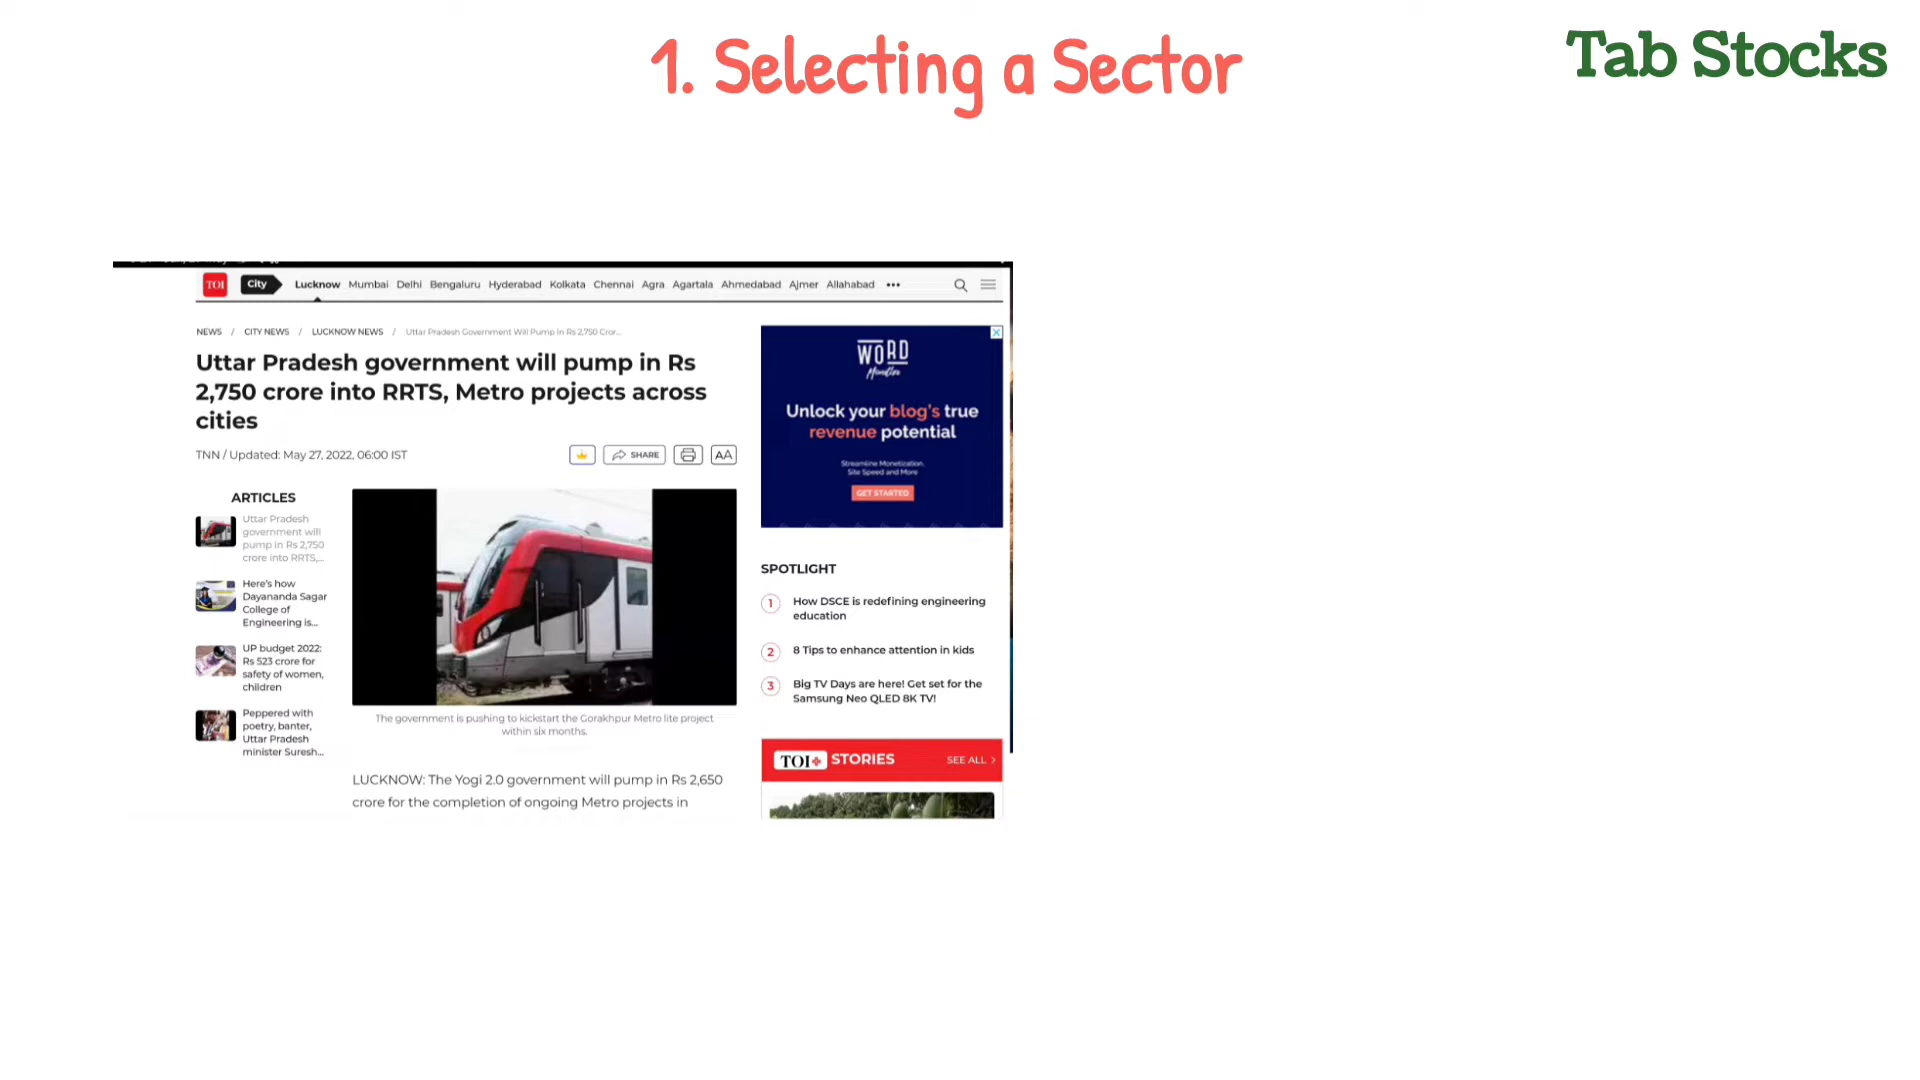 1. Selecting a Sector
Tab Stocks
TOI
City
Lucknow Mumbai Delhi Bengaluru Hyderabad Kolkata Chennai Agra Agartala Ahmedabad Ajmer Allahabad •••
NEWS / CITY NEWS / LUCKNOW NEWS / Uttar Pradesh Government Will Pump In Rs 2,750 Cror...
Uttar Pradesh government will pump in Rs
2,750 crore into RRTS, Metro projects across
cities
TNN / Updated: May 27, 2022, 06:00 IST
SHARE
AA
ARTICLES
Uttar Pradesh
government will
pump in Rs 2,750
crore into RRTS,...
Here's how
Dayananda Sagar
College of
Engineering is...
UP budget 2022:
Rs 523 crore for
safety of women,
children
Peppered with
poetry, banter,
Uttar Pradesh
minister Suresh...
The government is pushing to kickstart the Gorakhpur Metro lite project
within six months.
LUCKNOW: The Yogi 2.0 government will pump in Rs 2,650
crore for the completion of ongoing Metro projects in
WORD
Unlock your blog's true
revenue potential
Streamline Monetization,
Site Speed and More
GET STARTED
SPOTLIGHT
1 How DSCE is redefining engineering
education
2 8 Tips to enhance attention in kids
3 Big TV Days are here! Get set for the
Samsung Neo QLED 8K TV!
TOI+ STORIES
SEE ALL >